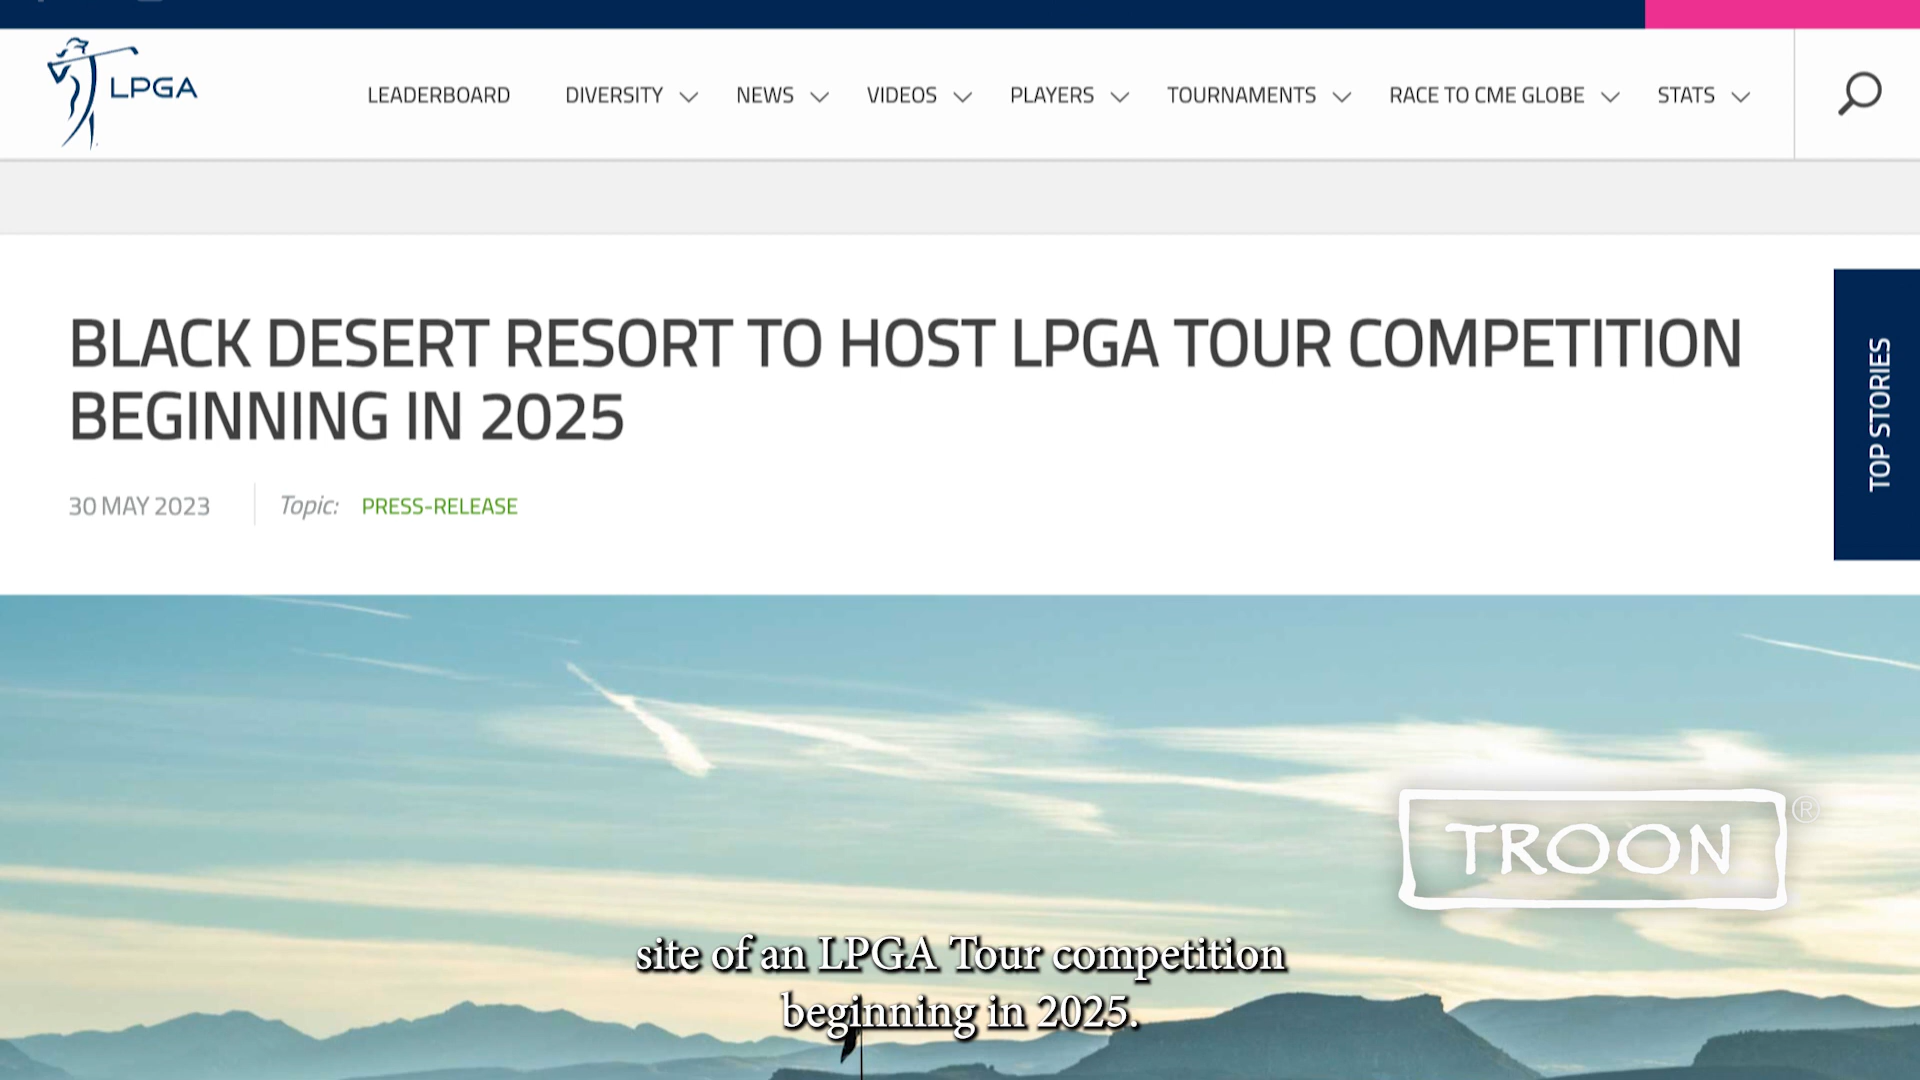 LPGA
LEADERBOARD DIVERSITY NEWS VIDEOS PLAYERS TOURNAMENTS RACE TO CME GLOBE STATS
BLACK DESERT RESORT TO HOST LPGA TOUR COMPETITION
BEGINNING IN 2025
TOP STORIES
30 MAY 2023 Topic: PRESS-RELEASE
TROON®
site of an LPGA Tour competition
beginning in 2025.